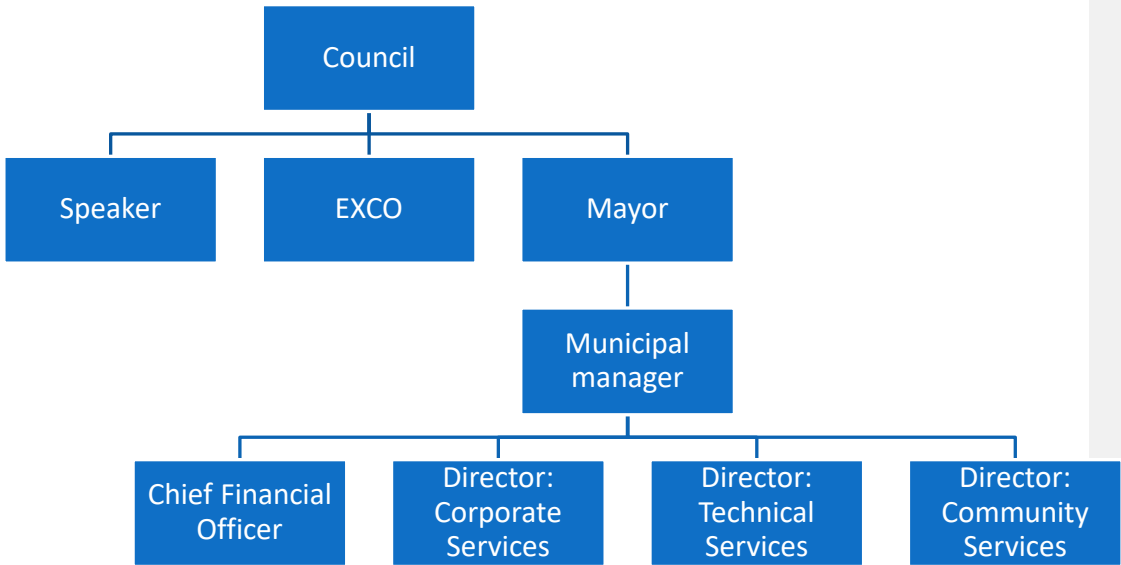 Council
Speaker
EXCO
Mayor
Municipal
manager
Chief Financial
Officer
Director:
Corporate
Services
Director:
Technical
Services
Director:
Community
Services